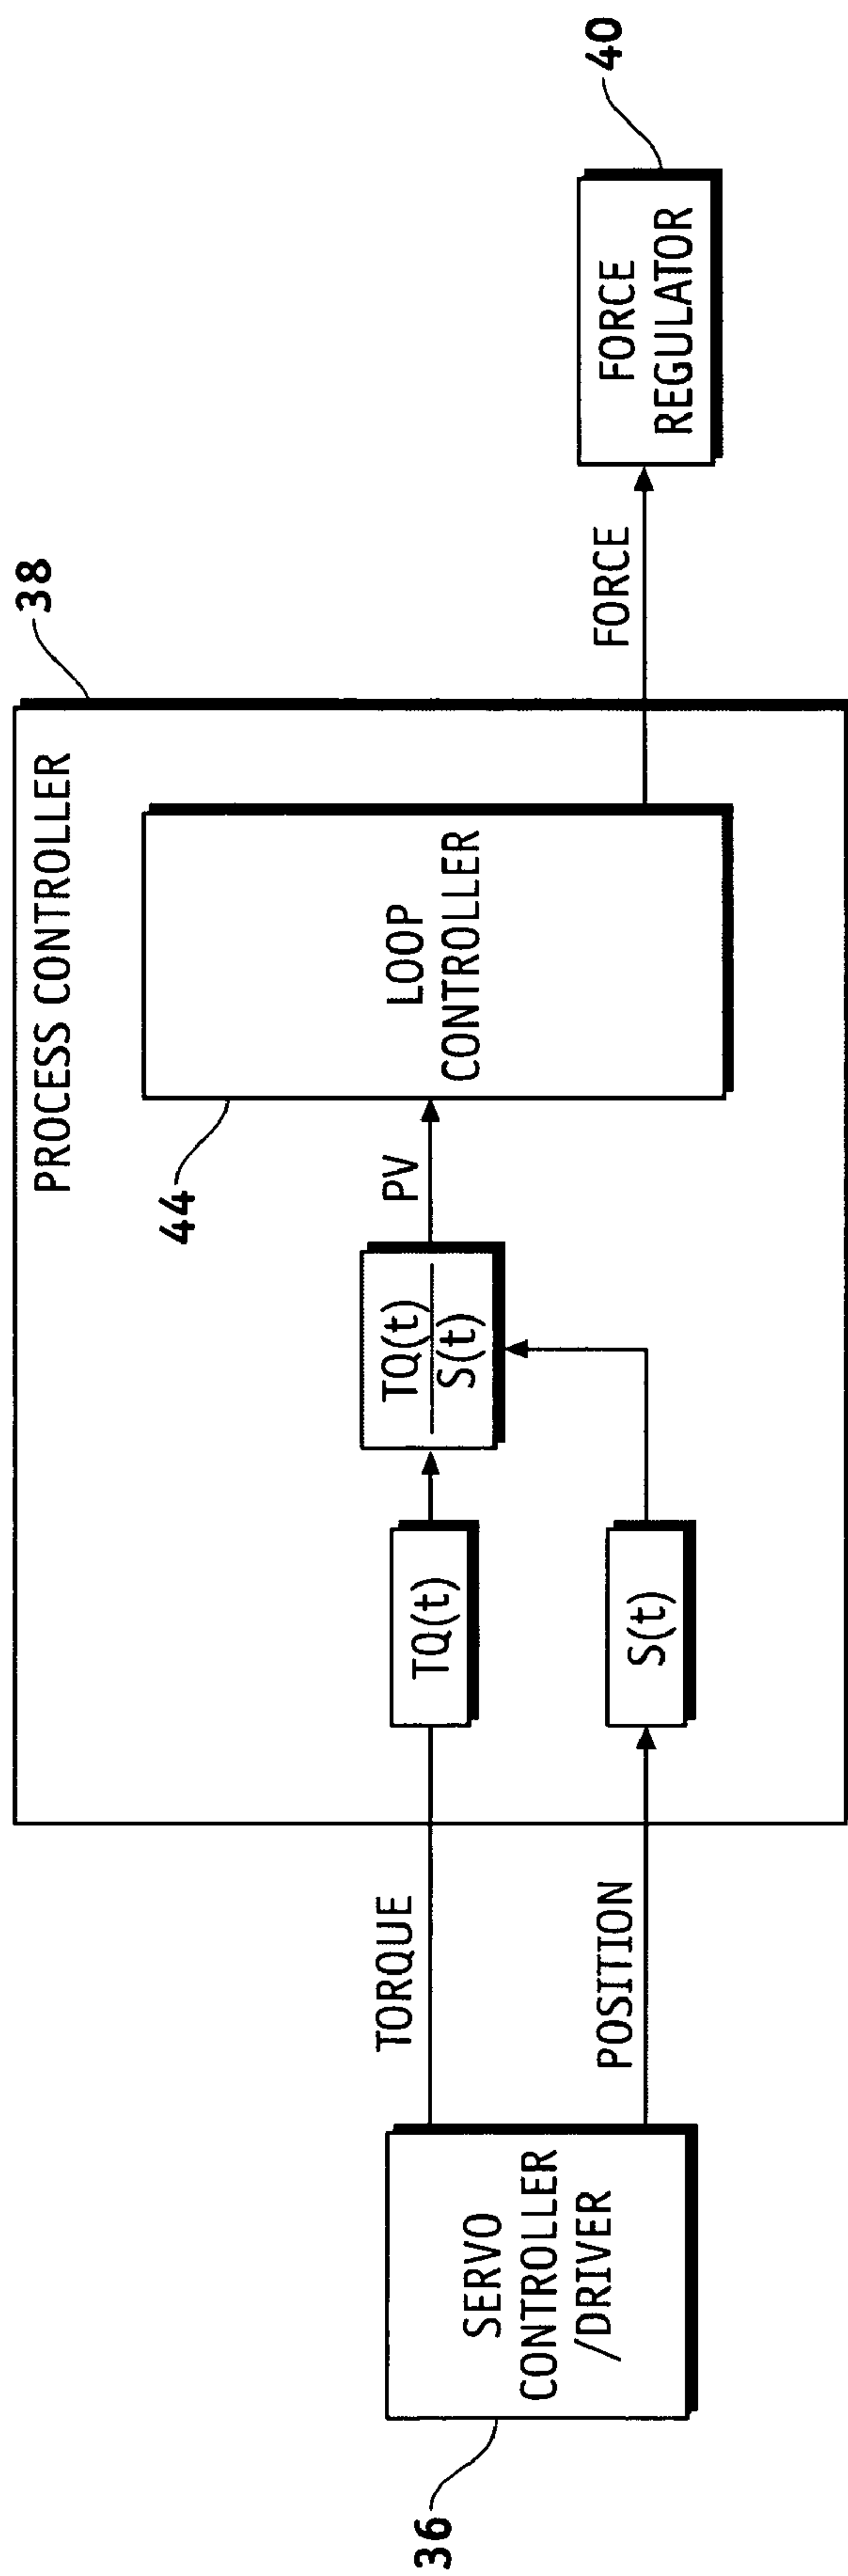 PROCESS CONTROLLER
38
44
36
40
SERVO
CONTROLLER
/DRIVER
TORQUE
POSITION
TQ(t)
S(t)
TQ(t)
S(t)
PV
LOOP
CONTROLLER
FORCE
FORCE
REGULATOR